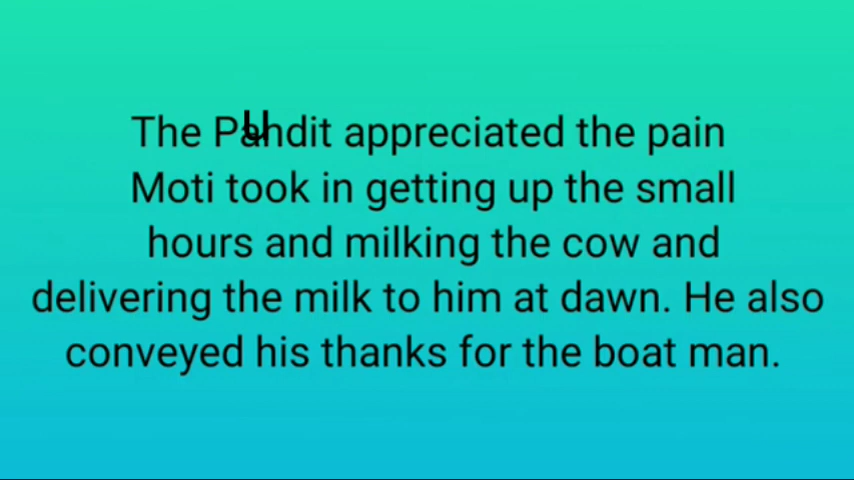 The Pundit appreciated the pain
Moti took in getting up the small
hours and milking the cow and
delivering the milk to him at dawn. He also
conveyed his thanks for the boat man.